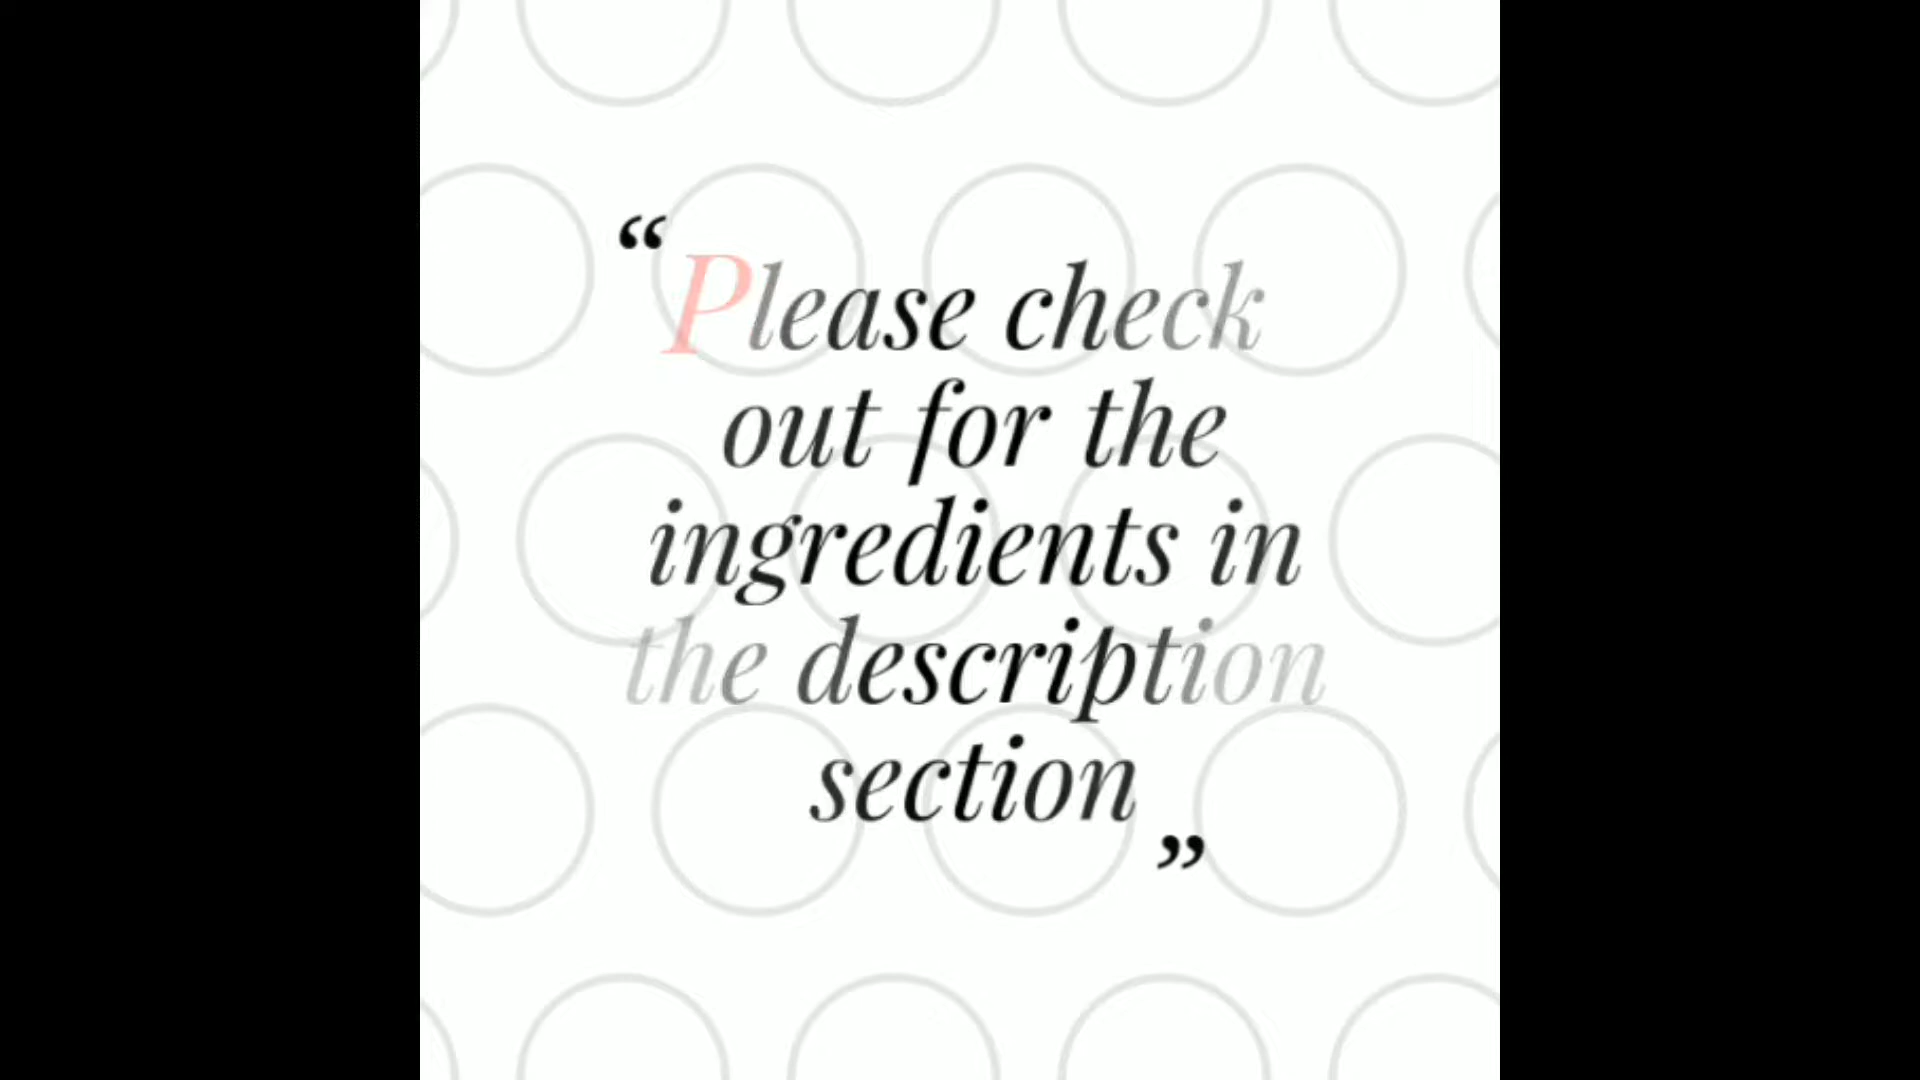 “Please check
out for the
ingredients in
the description
section”